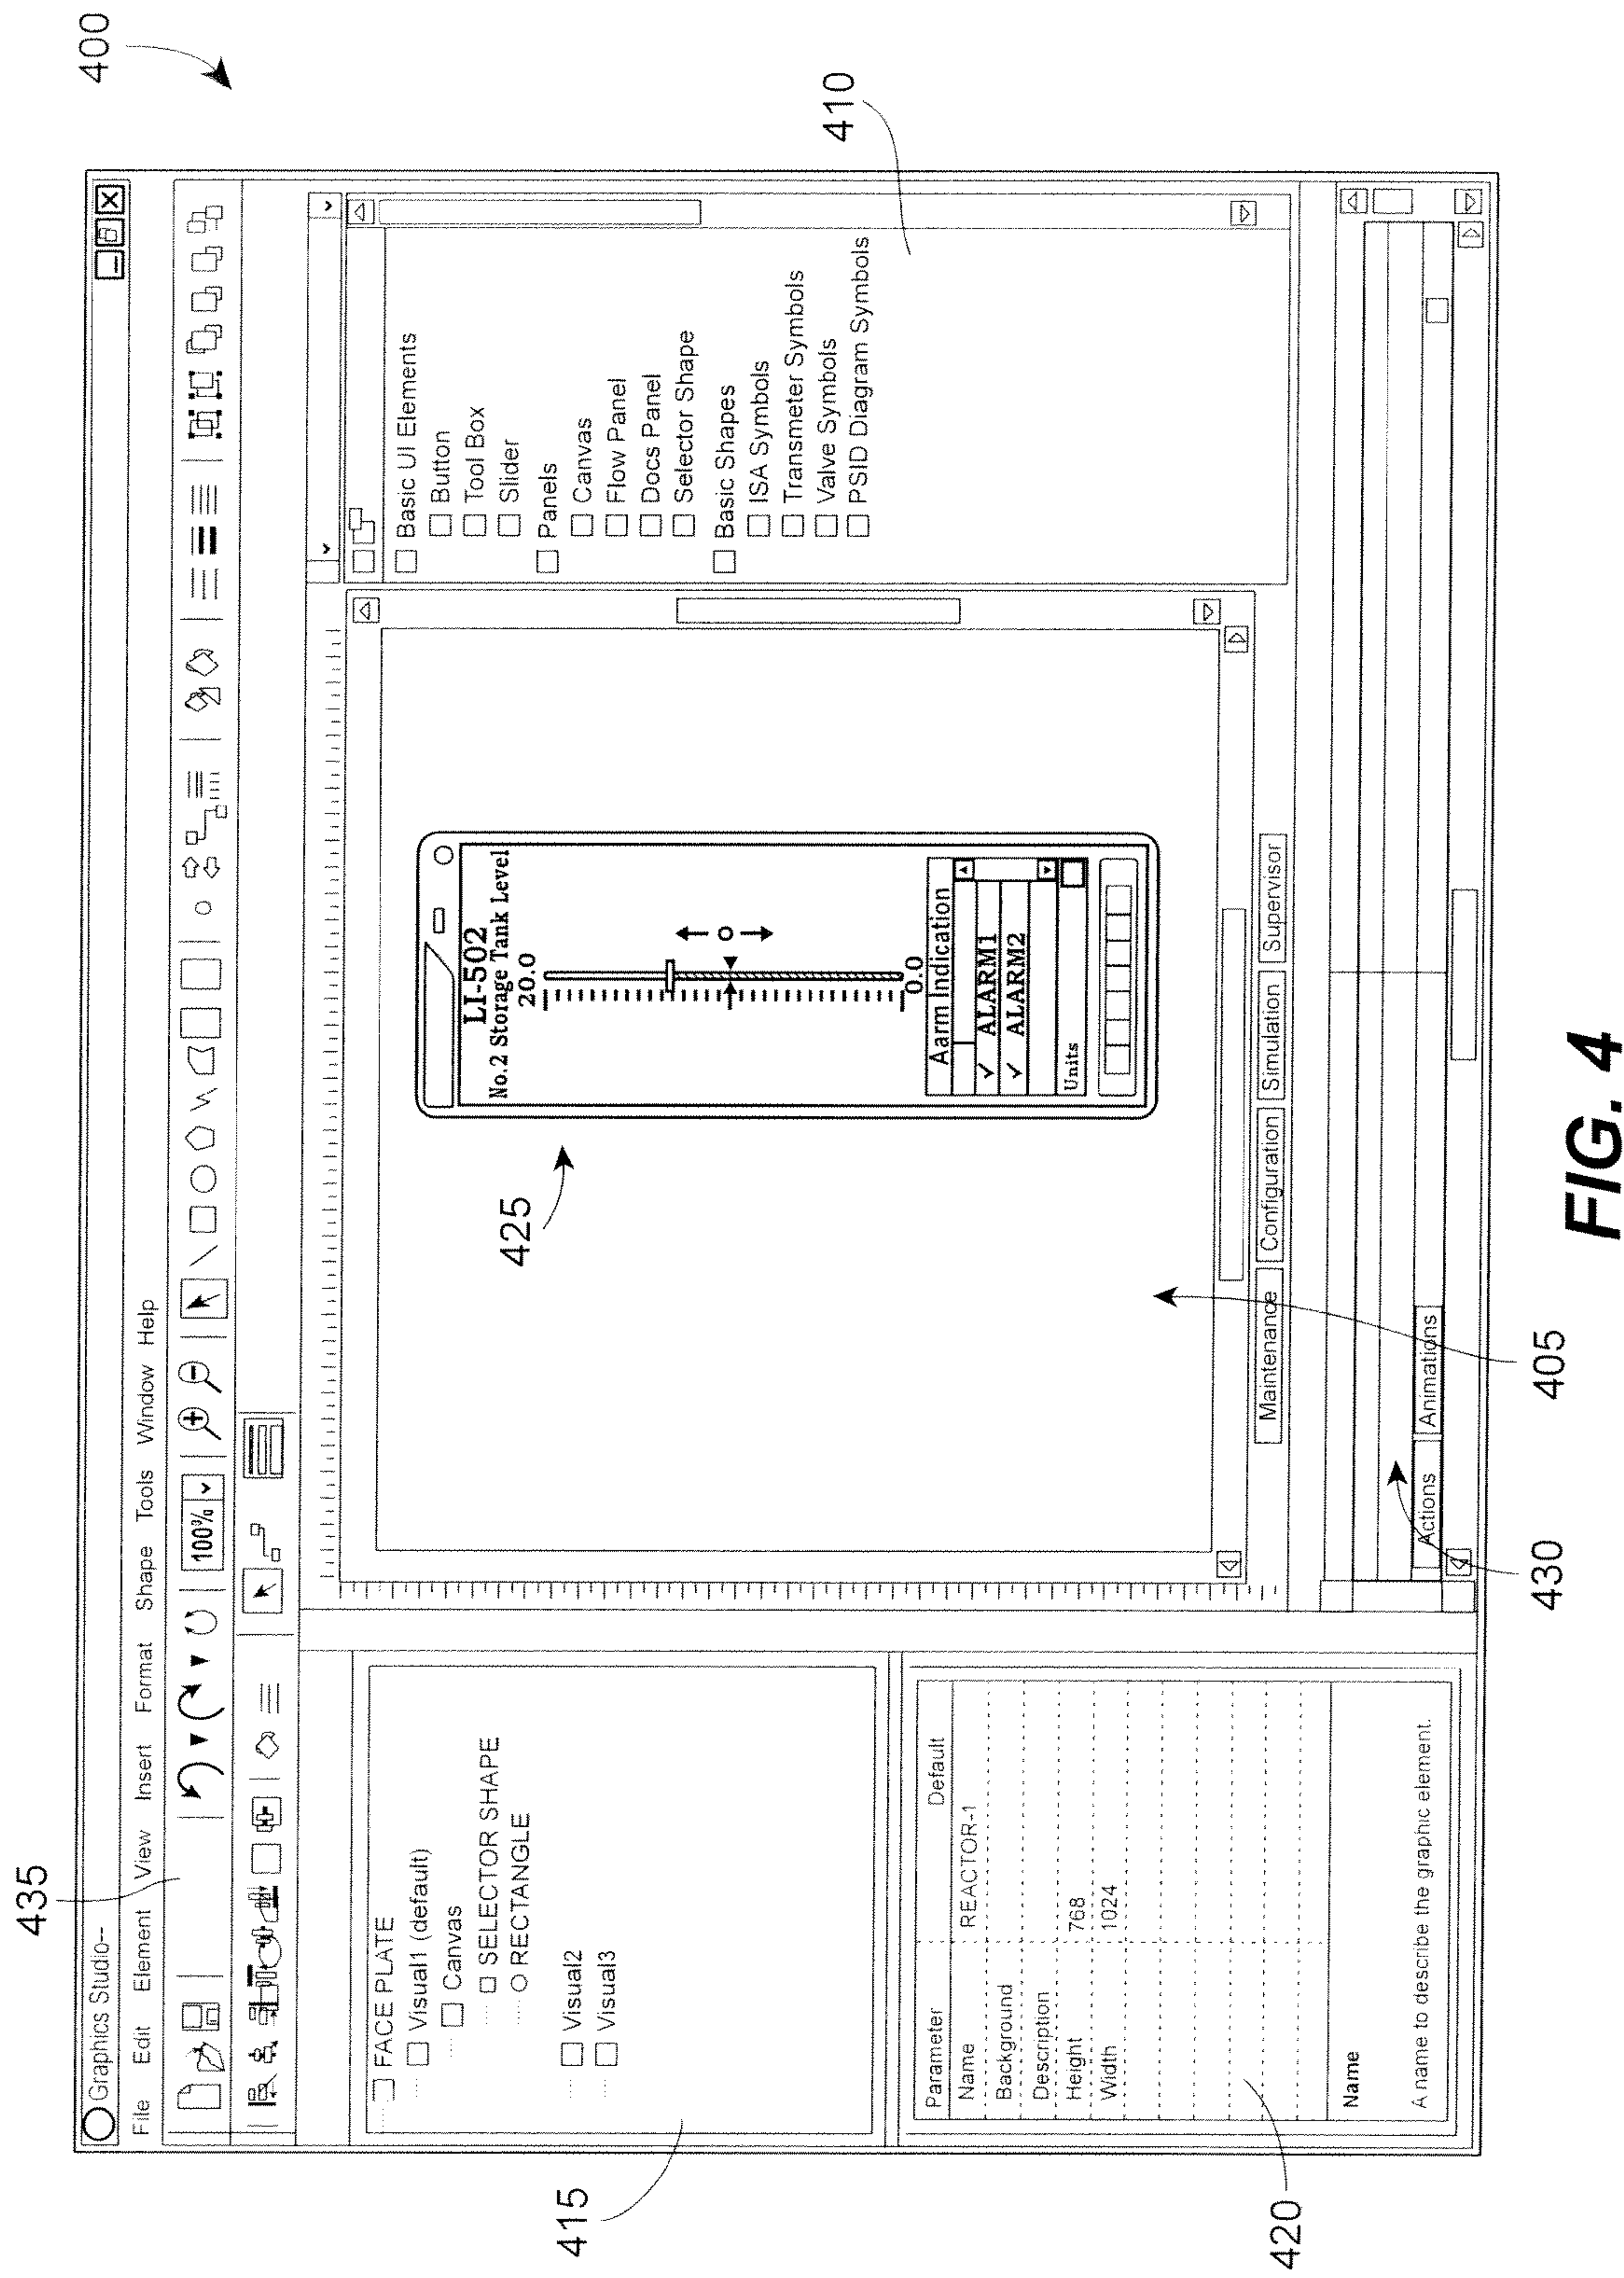 400
435
Graphics Studio--
File Edit Element View Insert Format Shape Tools Window Help
100%
415
FACE PLATE
Visual1 (default)
Canvas
SELECTOR SHAPE
RECTANGLE
Visual2
Visual3
420
Parameter Default
Name REACTOR-1
Background
Description
Height 768
Width 1024
Name
A name to describe the graphic element.
425
LI-502
No.2 Storage Tank Level
20.0
0.0
Aarm Indication
✓ ALARM1
✓ ALARM2
Units
Maintenance Configuration Simulation Supervisor
410
Basic UI Elements
Button
Tool Box
Slider
Panels
Canvas
Flow Panel
Docs Panel
Selector Shape
Basic Shapes
ISA Symbols
Transmeter Symbols
Valve Symbols
PSID Diagram Symbols
Actions Animations
430
405
FIG. 4